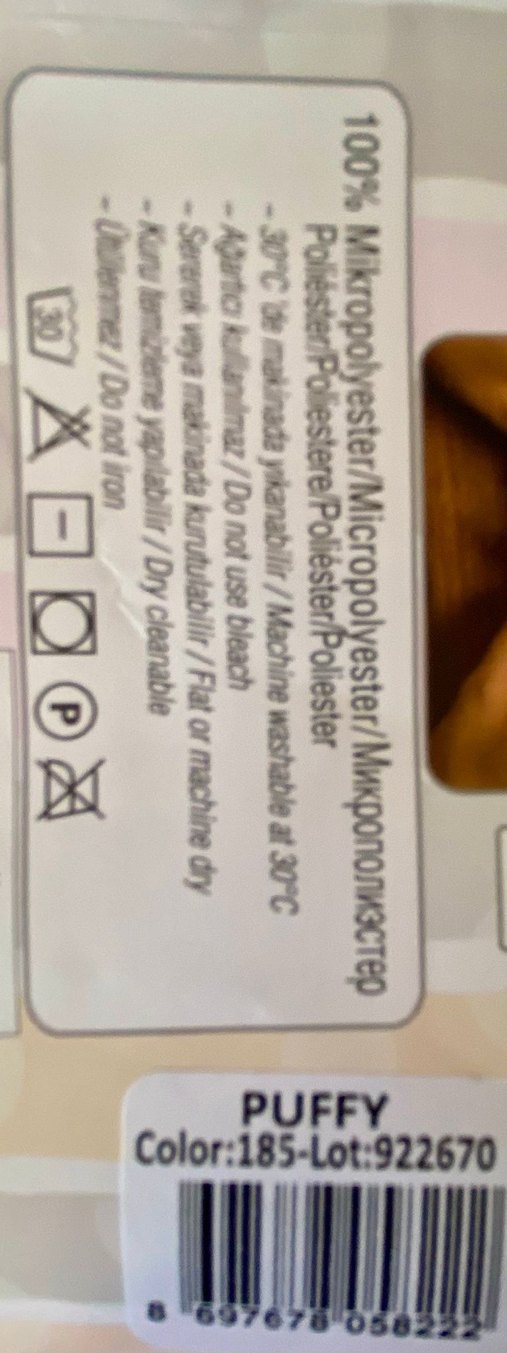 100% Mikropolyester/Micropolyester/Микрополиэстер
Poliéster/Poliestere/Poliéster/Poliester
- 30°C 'de makinada yıkanabilir / Machine washable at 30°C
- Ağartıcı kullanılmaz / Do not use bleach
- Sererek veya makinada kurutulabilir / Flat or machine dry
- Kuru temizleme yapılabilir / Dry cleanable
- Ütülenmez / Do not iron
30
P
PUFFY
Color:185-Lot:922670
8 697678 058222